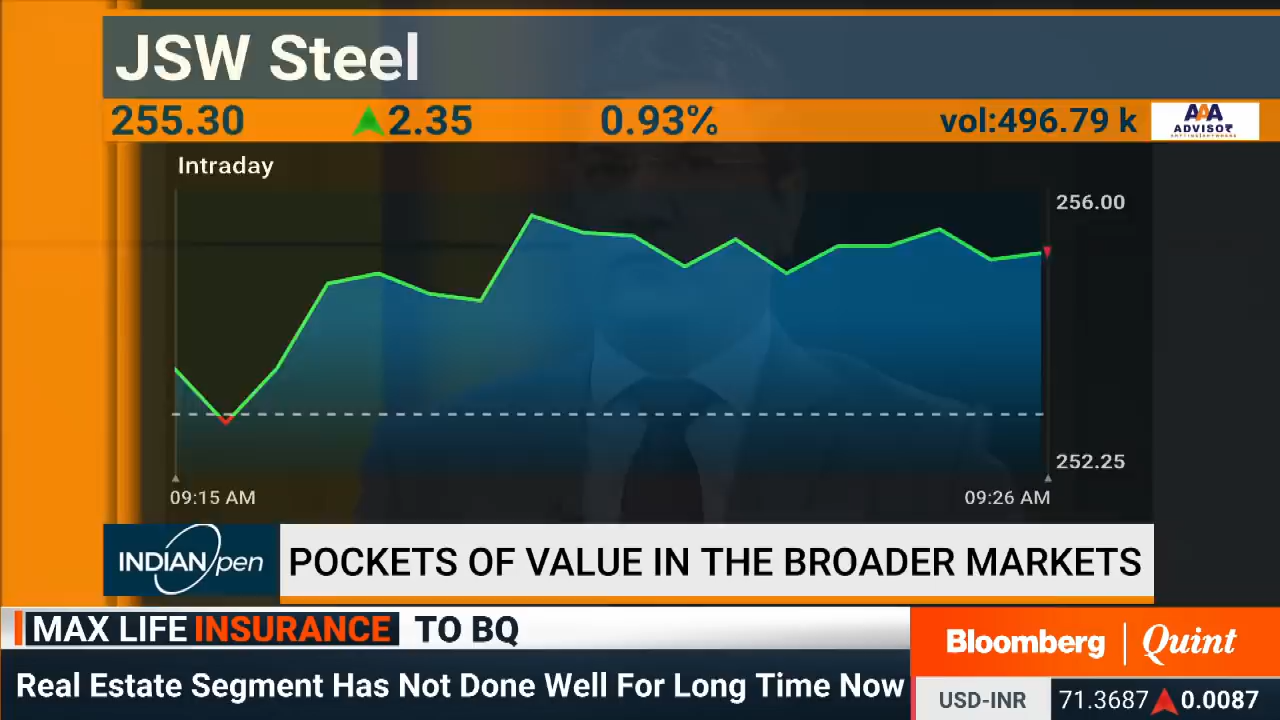 JSW Steel
255.30 2.35 0.93% vol:496.79 k
AAA
ADVISOR
Intraday
256.00
252.25
09:15 AM 09:26 AM
INDIAN Open
POCKETS OF VALUE IN THE BROADER MARKETS
MAX LIFE INSURANCE TO BQ
Bloomberg | Quint
Real Estate Segment Has Not Done Well For Long Time Now
USD-INR 71.3687 0.0087